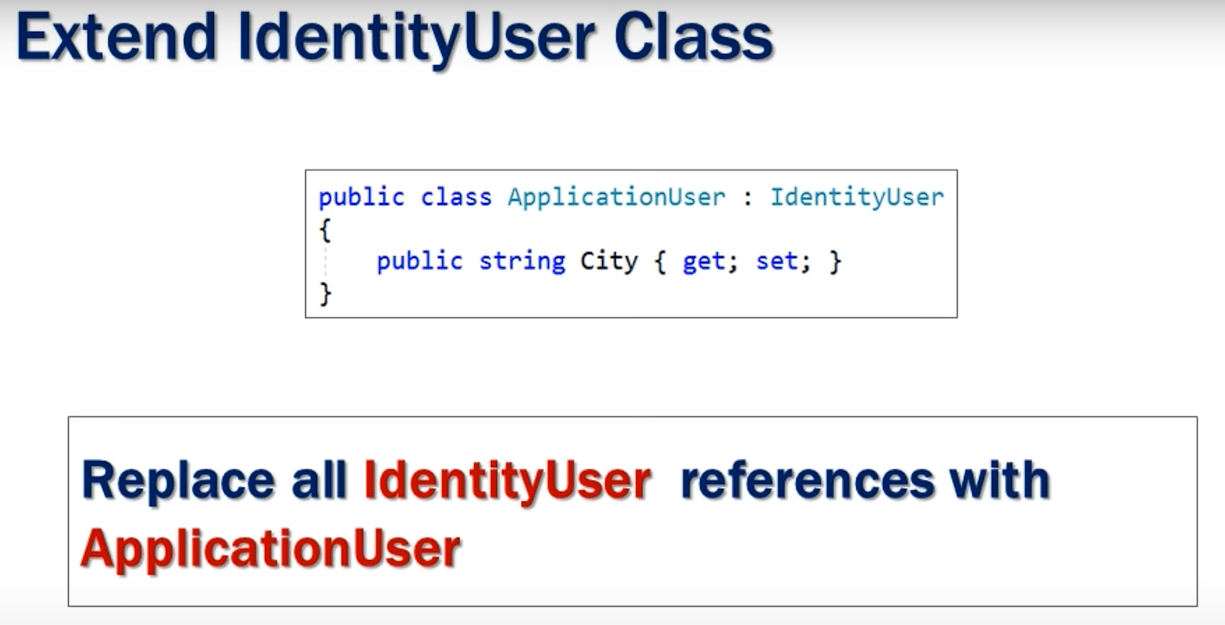 Extend IdentityUser Class
public class ApplicationUser : IdentityUser
{
public string City { get; set; }
}
Replace all IdentityUser references with
ApplicationUser